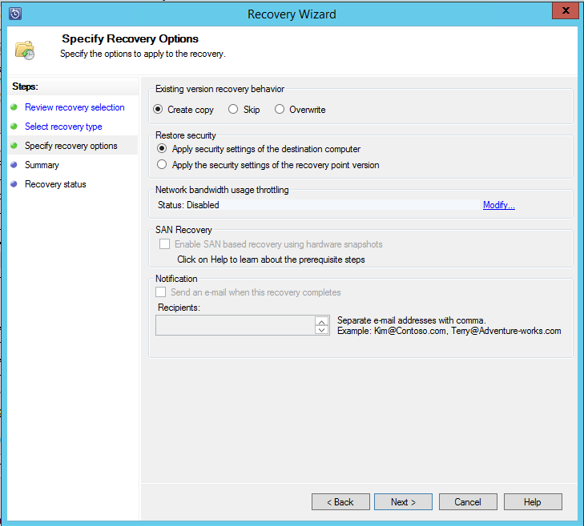 Recovery Wizard
x
Specify Recovery Options
Specify the options to apply to the recovery.
Steps:
Review recovery selection
Select recovery type
Specify recovery options
Summary
Recovery status
Existing version recovery behavior
Create copy
Skip
Overwrite
Restore security
Apply security settings of the destination computer
Apply the security settings of the recovery point version
Network bandwidth usage throttling
Status: Disabled
Modify...
SAN Recovery
Enable SAN based recovery using hardware snapshots
Click on Help to learn about the prerequisite steps
Notification
Send an e-mail when this recovery completes
Recipients:
Separate e-mail addresses with comma.
Example: Kim@Contoso.com, Terry@Adventure-works.com
< Back
Next >
Cancel
Help